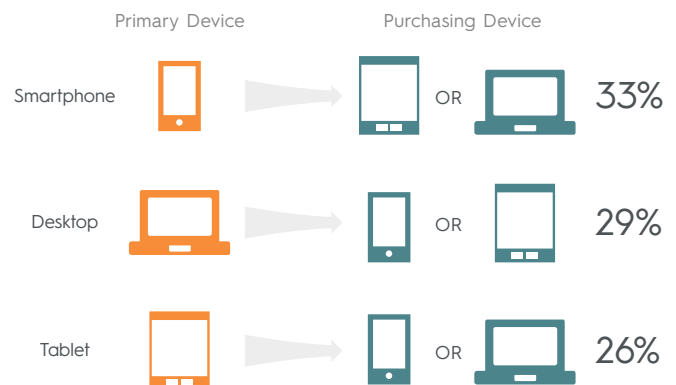 Primary Device Purchasing Device
Smartphone OR 33%
Desktop OR 29%
Tablet OR 26%